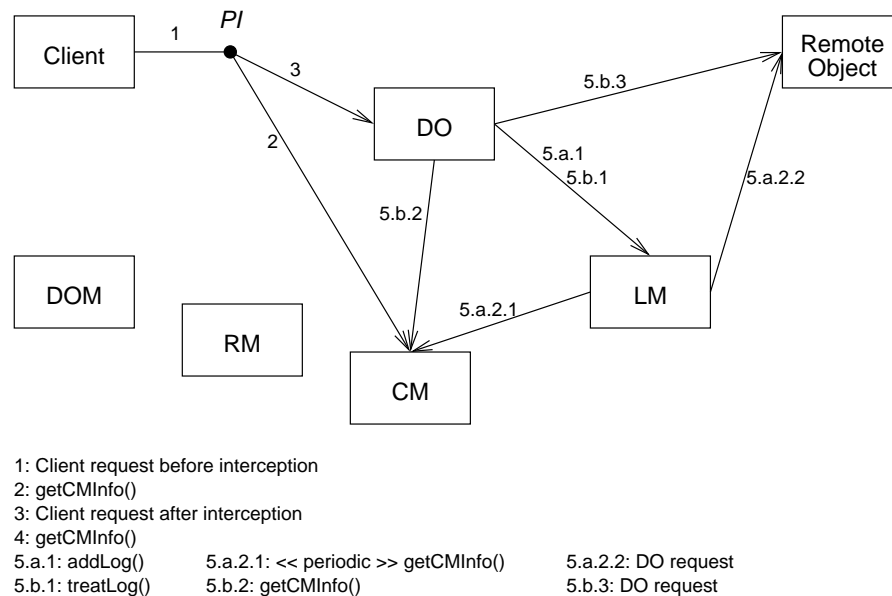 PI
1
Client
Remote
Object
3
5.b.3
DO
2
5.a.1
5.b.1
5.a.2.2
5.b.2
DOM
LM
5.a.2.1
RM
CM
1: Client request before interception
2: getCMInfo()
3: Client request after interception
4: getCMInfo()
5.a.1: addLog() 5.a.2.1: << periodic >> getCMInfo() 5.a.2.2: DO request
5.b.1: treatLog() 5.b.2: getCMInfo() 5.b.3: DO request